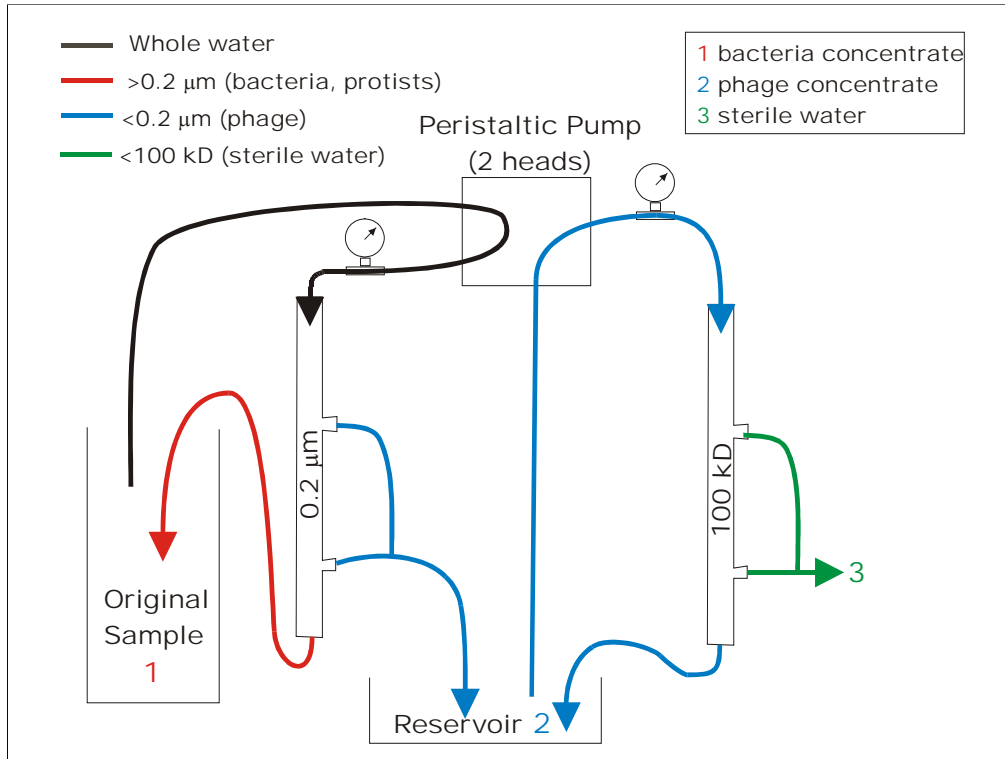 Whole water
>0.2 µm (bacteria, protists)
<0.2 µm (phage)
<100 kD (sterile water)
1 bacteria concentrate
2 phage concentrate
3 sterile water
Peristaltic Pump
(2 heads)
0.2 µm
100 kD
3
Original
Sample
1
Reservoir 2